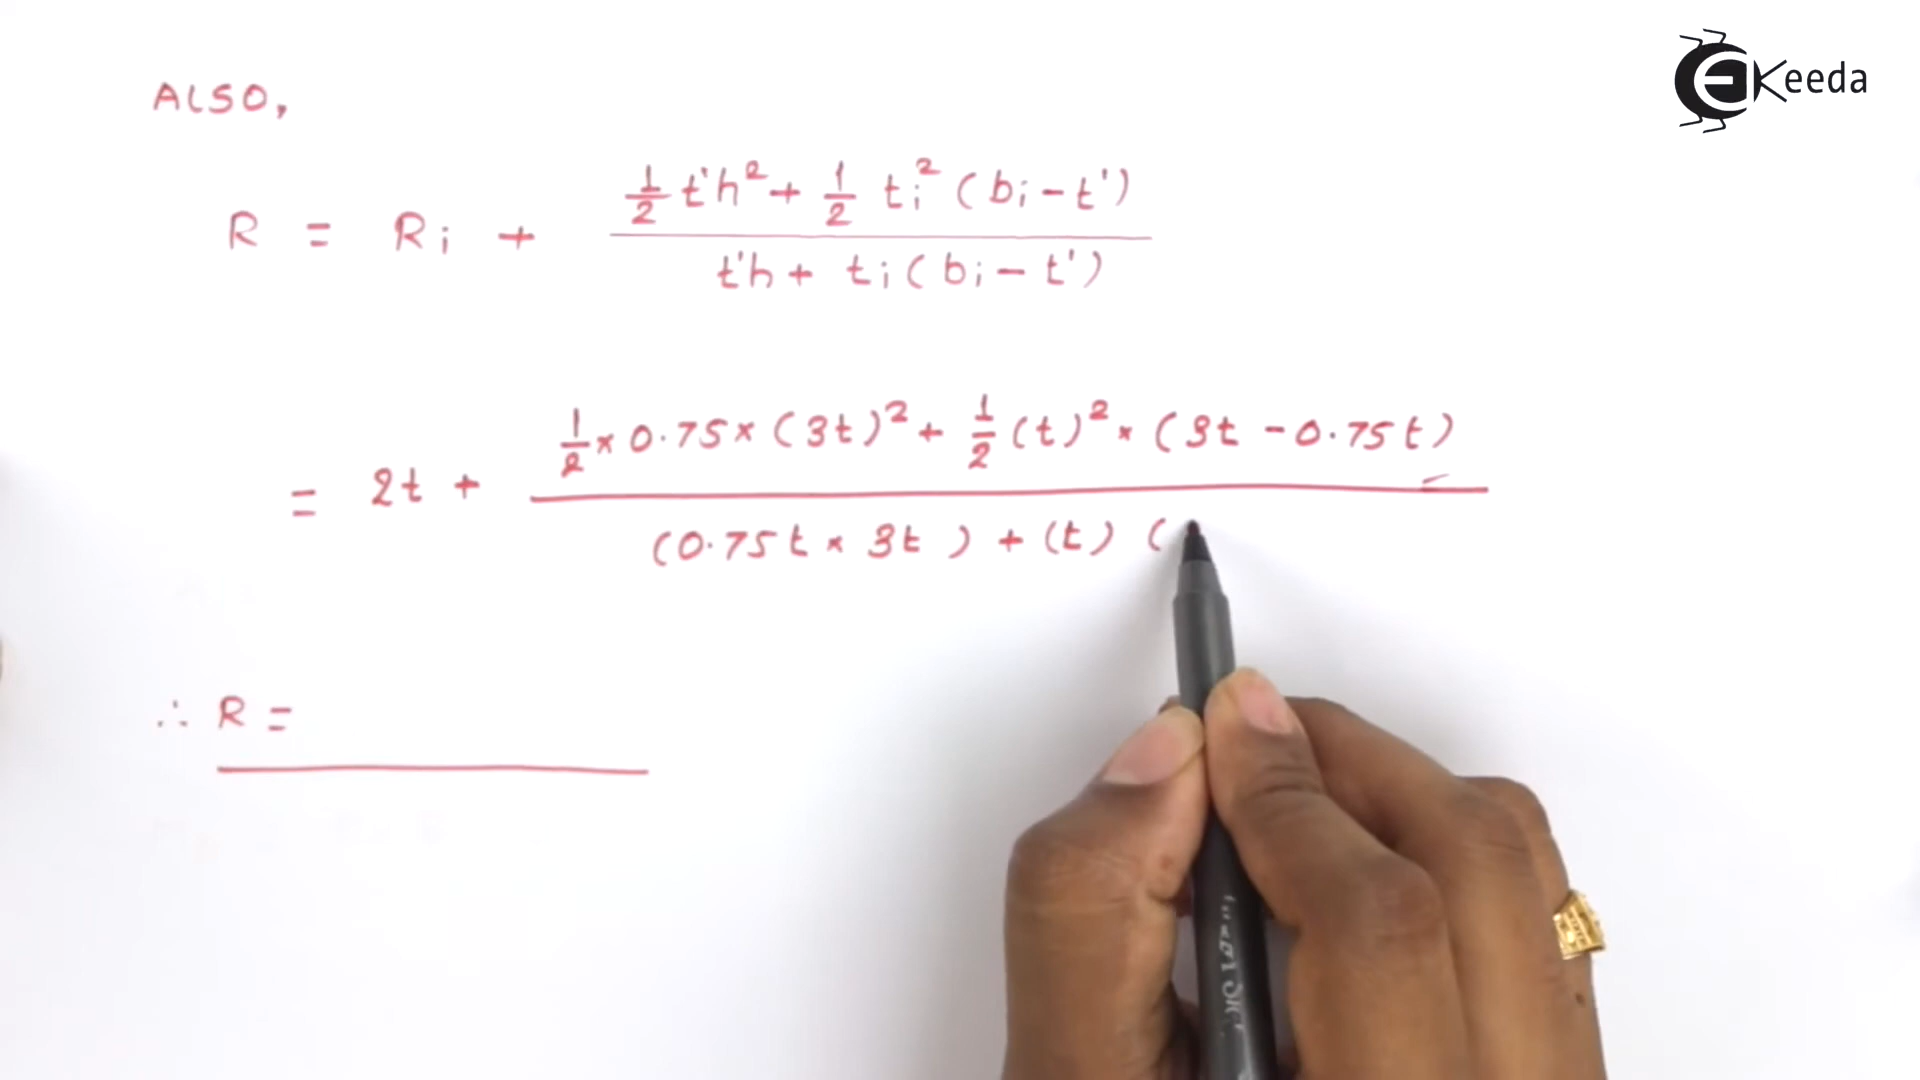 Keeda
ALSO,
R = Ri + (1/2 t'h² + 1/2 ti² (bi - t')) / (t'h + ti (bi - t'))
= 2t + (1/2 × 0.75 × (3t)² + 1/2 (t)² × (3t - 0.75t)) / ((0.75t × 3t) + (t) (
∴ R =